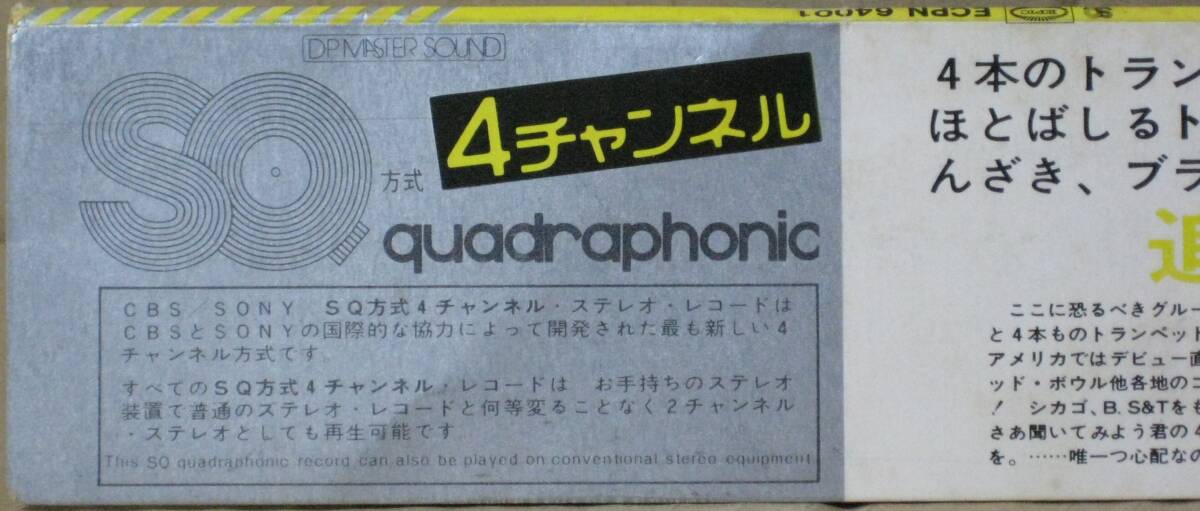 ECPN 64001
EPIC
DP MASTER SOUND
SQ
方式
4チャンネル
quadraphonic
CBS／SONY SQ方式4チャンネル・ステレオ・レコードは
CBSとSONYの国際的な協力によって開発された最も新しい4
チャンネル方式です
すべてのSQ方式4チャンネル・レコードは お手持ちのステレオ
装置で普通のステレオ・レコードと何等変ることなく2チャンネル
・ステレオとしても再生可能です
This SQ quadraphonic record can also be played on conventional stereo equipment
4本のトラン
ほとばしるト
んざき、ブラ
ここに恐るべきグルー
と4本ものトランペット
アメリカではデビュー直
ッド・ボウル他各地のコ
! シカゴ、B.S&Tをも
さあ聞いてみよう君の4
を。……唯一つ心配なの